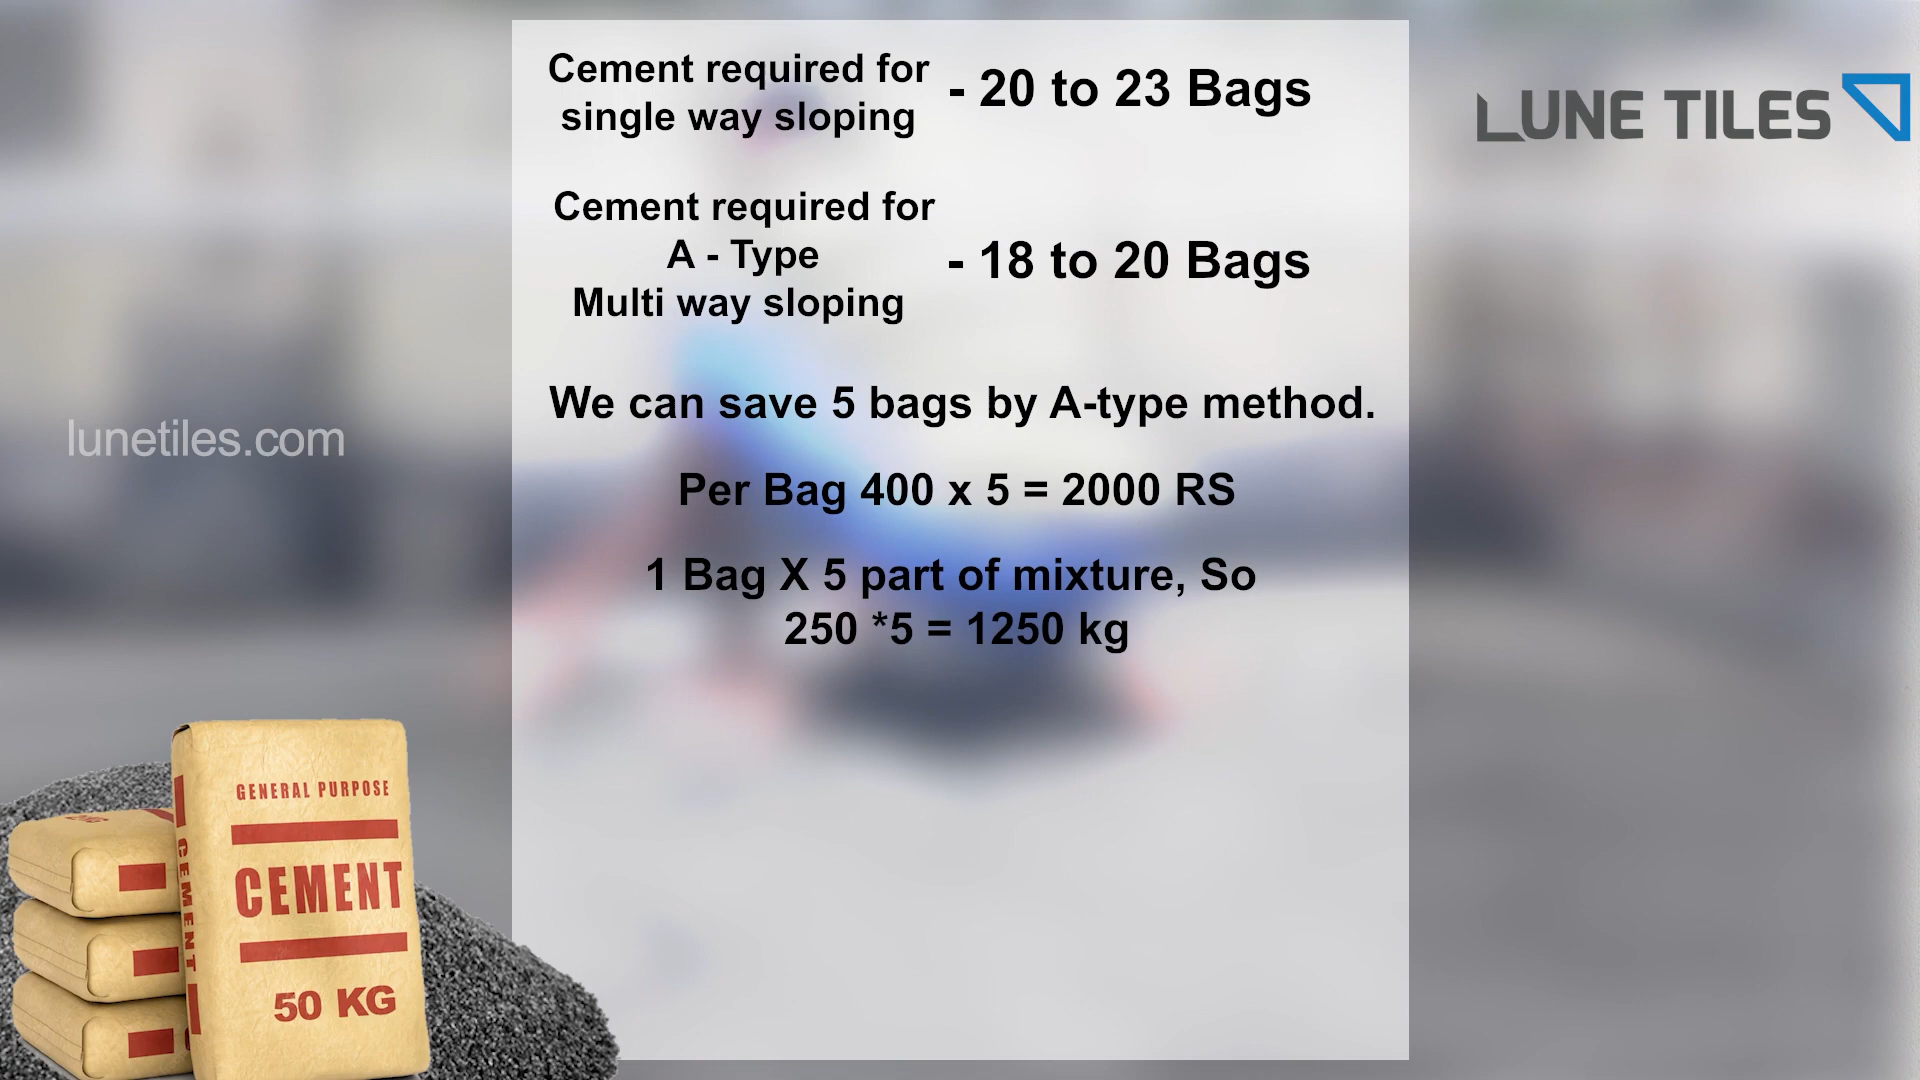 Cement required for
single way sloping
- 20 to 23 Bags
LUNE TILES
Cement required for
A - Type
Multi way sloping
- 18 to 20 Bags
We can save 5 bags by A-type method.
lunetiles.com
Per Bag 400 x 5 = 2000 RS
1 Bag X 5 part of mixture, So
250 *5 = 1250 kg
GENERAL PURPOSE
CEMENT
50 KG
CEMENT